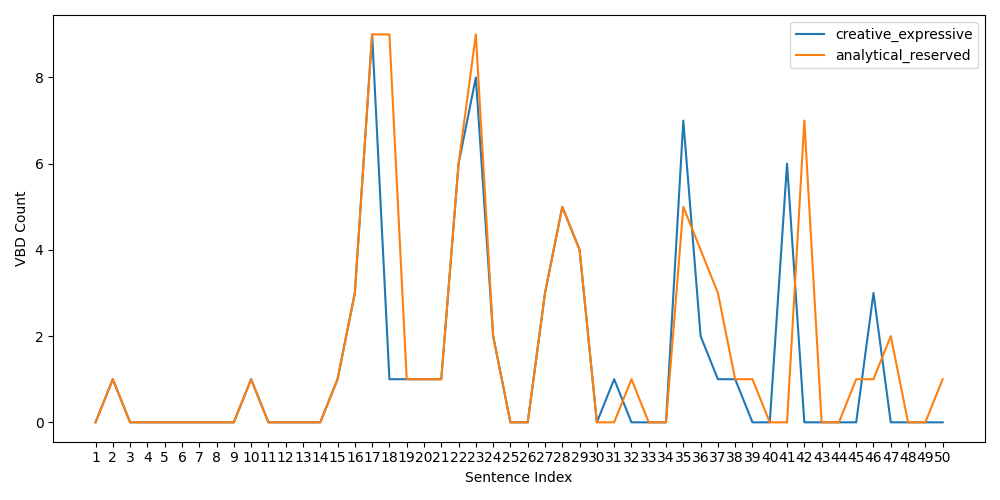 creative_expressive
analytical_reserved
8
6
4
2
0
VBD Count
1 2 3 4 5 6 7 8 9 10 11 12 13 14 15 16 17 18 19 20 21 22 23 24 25 26 27 28 29 30 31 32 33 34 35 36 37 38 39 40 41 42 43 44 45 46 47 48 49 50
Sentence Index